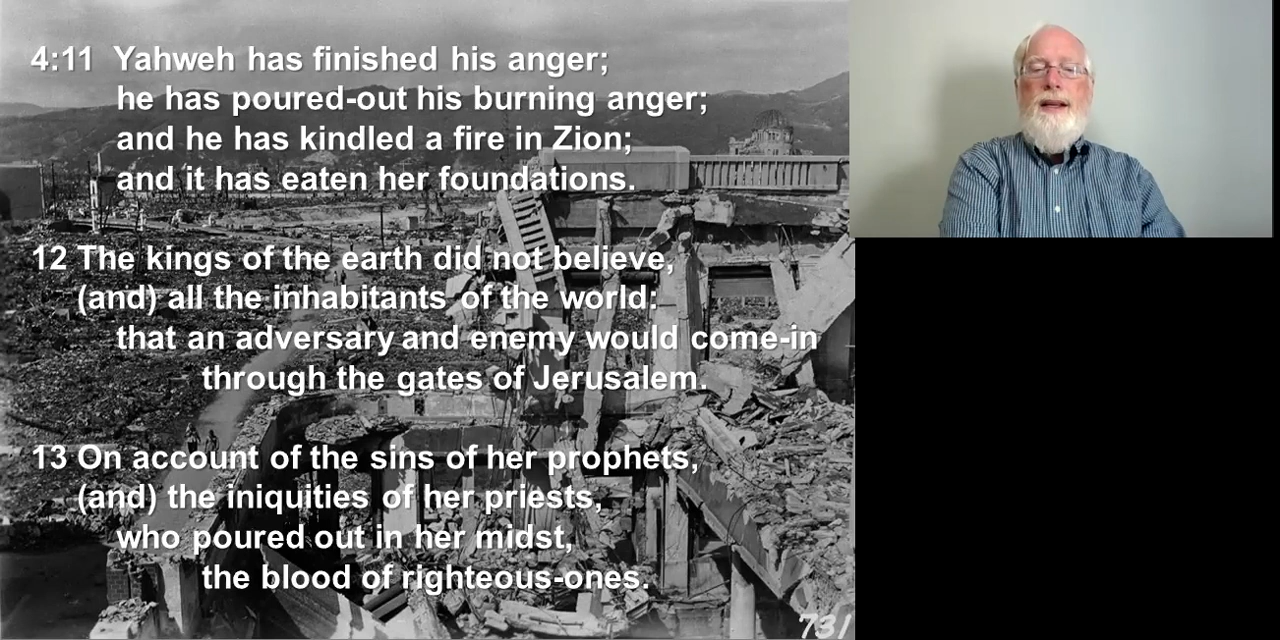 4:11 Yahweh has finished his anger;
he has poured-out his burning anger;
and he has kindled a fire in Zion;
and it has eaten her foundations.
12 The kings of the earth did not believe,
(and) all the inhabitants of the world:
that an adversary and enemy would come-in
through the gates of Jerusalem.
13 On account of the sins of her prophets,
(and) the iniquities of her priests,
who poured out in her midst,
the blood of righteous-ones.
731